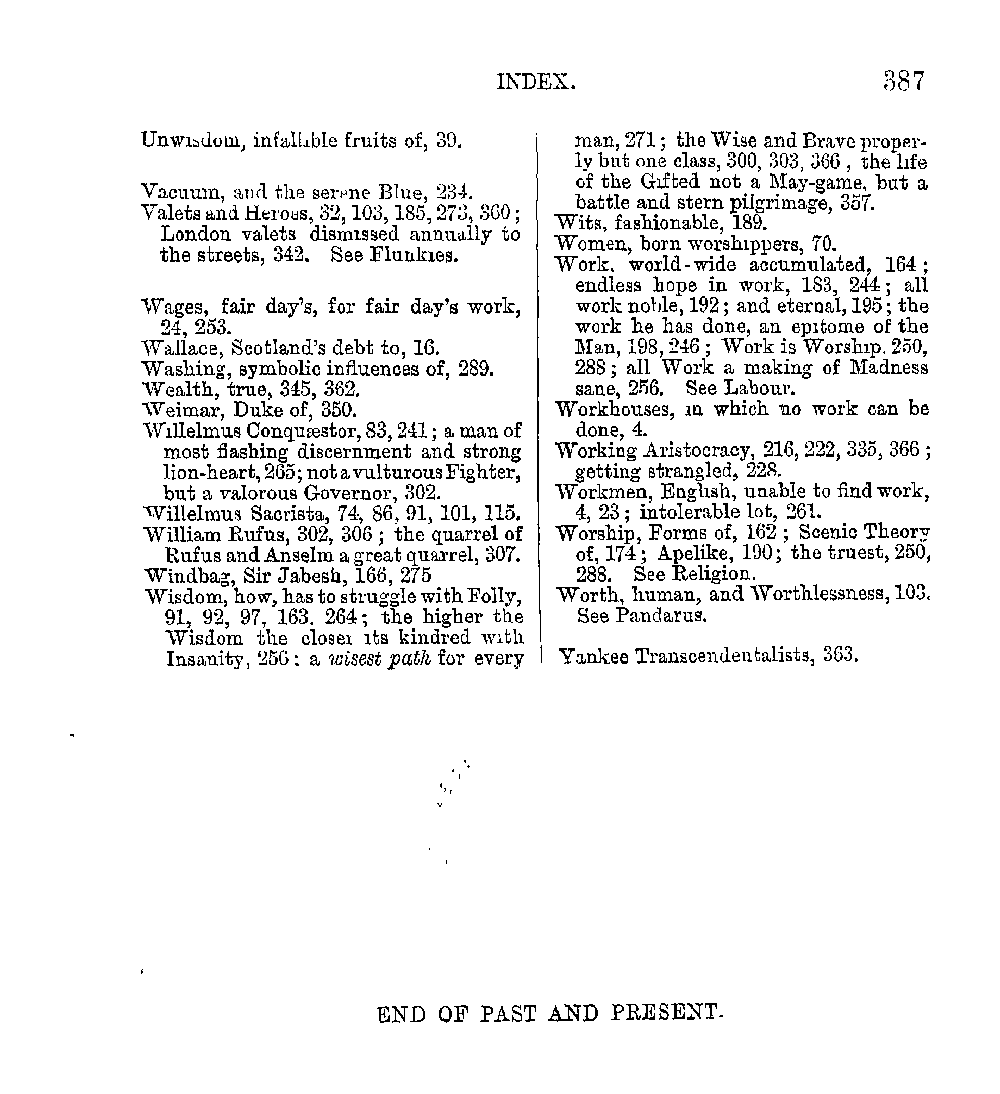 INDEX. 387
Unwisdom, infallible fruits of, 39.
Vacuum, and the serene Blue, 234.
Valets and Heroes, 32, 103, 185, 273, 360;
London valets dismissed annually to
the streets, 342. See Flunkies.
Wages, fair day's, for fair day's work,
24, 253.
Wallace, Scotland's debt to, 16.
Washing, symbolic influences of, 289.
Wealth, true, 345, 362.
Weimar, Duke of, 350.
Willelmus Conquæstor, 83, 241; a man of
most flashing discernment and strong
lion-heart, 265; not a vulturous Fighter,
but a valorous Governor, 302.
Willelmus Sacrista, 74, 86, 91, 101, 115.
William Rufus, 302, 306; the quarrel of
Rufus and Anselm a great quarrel, 307.
Windbag, Sir Jabesh, 166, 275
Wisdom, how, has to struggle with Folly,
91, 92, 97, 163. 264; the higher the
Wisdom the closer its kindred with
Insanity, 256: a wisest path for every
man, 271; the Wise and Brave proper-
ly but one class, 300, 303, 366, the life
of the Gifted not a May-game, but a
battle and stern pilgrimage, 357.
Wits, fashionable, 189.
Women, born worshippers, 70.
Work, world-wide accumulated, 164;
endless hope in work, 183, 244; all
work noble, 192; and eternal, 195; the
work he has done, an epitome of the
Man, 198, 246; Work is Worship, 250,
288; all Work a making of Madness
sane, 256. See Labour.
Workhouses, in which no work can be
done, 4.
Working Aristocracy, 216, 222, 335, 366;
getting strangled, 228.
Workmen, English, unable to find work,
4, 23; intolerable lot, 261.
Worship, Forms of, 162; Scenic Theory
of, 174; Apelike, 190; the truest, 250,
288. See Religion.
Worth, human, and Worthlessness, 103.
See Pandarus.
Yankee Transcendentalists, 363.
END OF PAST AND PRESENT.